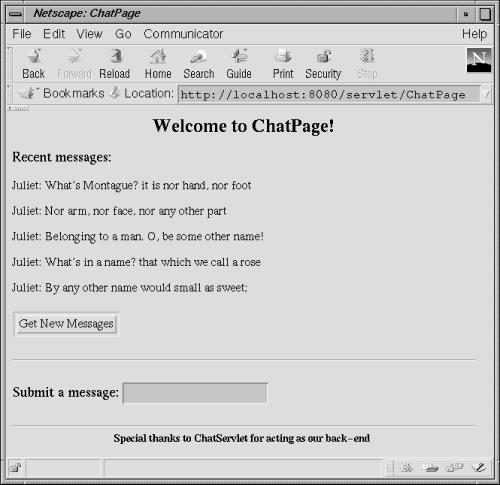 Netscape: ChatPage
File Edit View Go Communicator Help
Back Forward Reload Home Search Guide Print Security Stop
N
Bookmarks Location: http://localhost:8080/servlet/ChatPage
Welcome to ChatPage!
Recent messages:
Juliet: What's Montague? it is nor hand, nor foot
Juliet: Nor arm, nor face, nor any other part
Juliet: Belonging to a man. O, be some other name!
Juliet: What's in a name? that which we call a rose
Juliet: By any other name would small as sweet;
Get New Messages
Submit a message:
Special thanks to ChatServlet for acting as our back-end